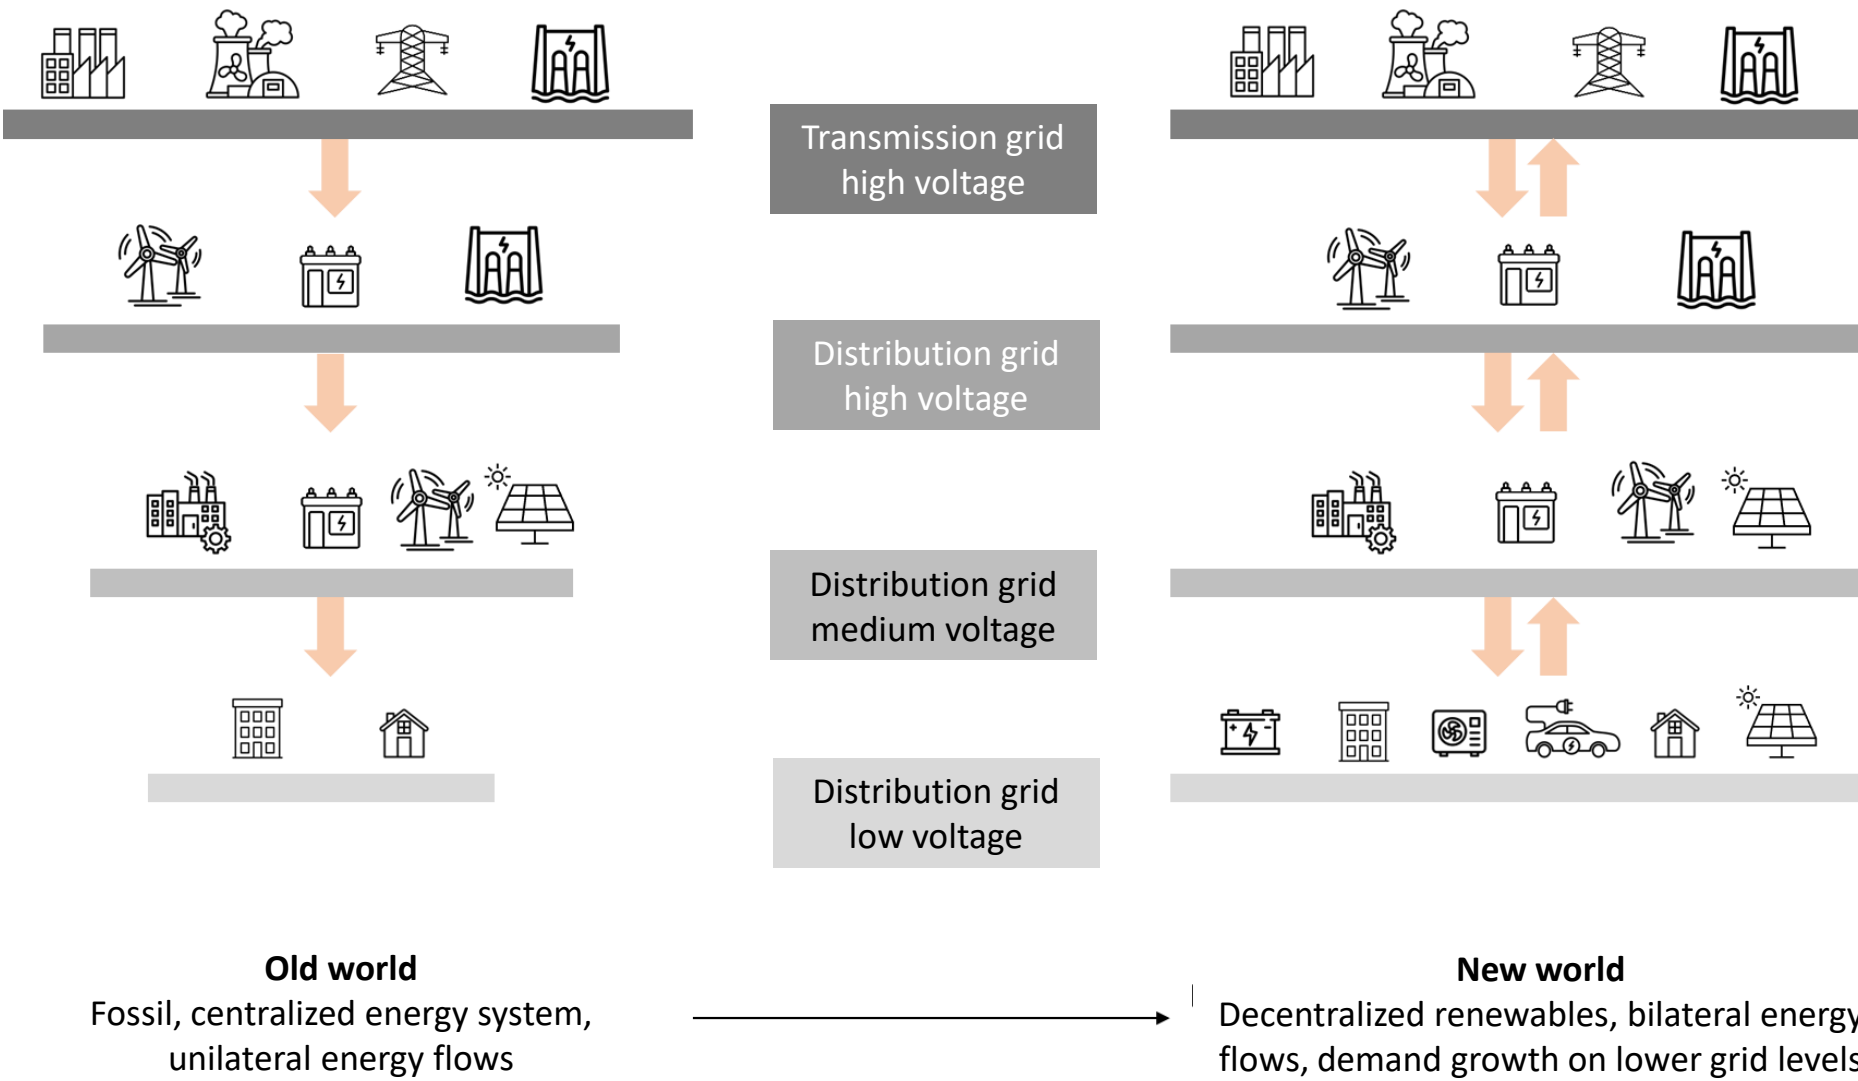 Transmission grid
high voltage
Distribution grid
high voltage
Distribution grid
medium voltage
Distribution grid
low voltage
Old world
Fossil, centralized energy system,
unilateral energy flows
New world
Decentralized renewables, bilateral energy
flows, demand growth on lower grid levels